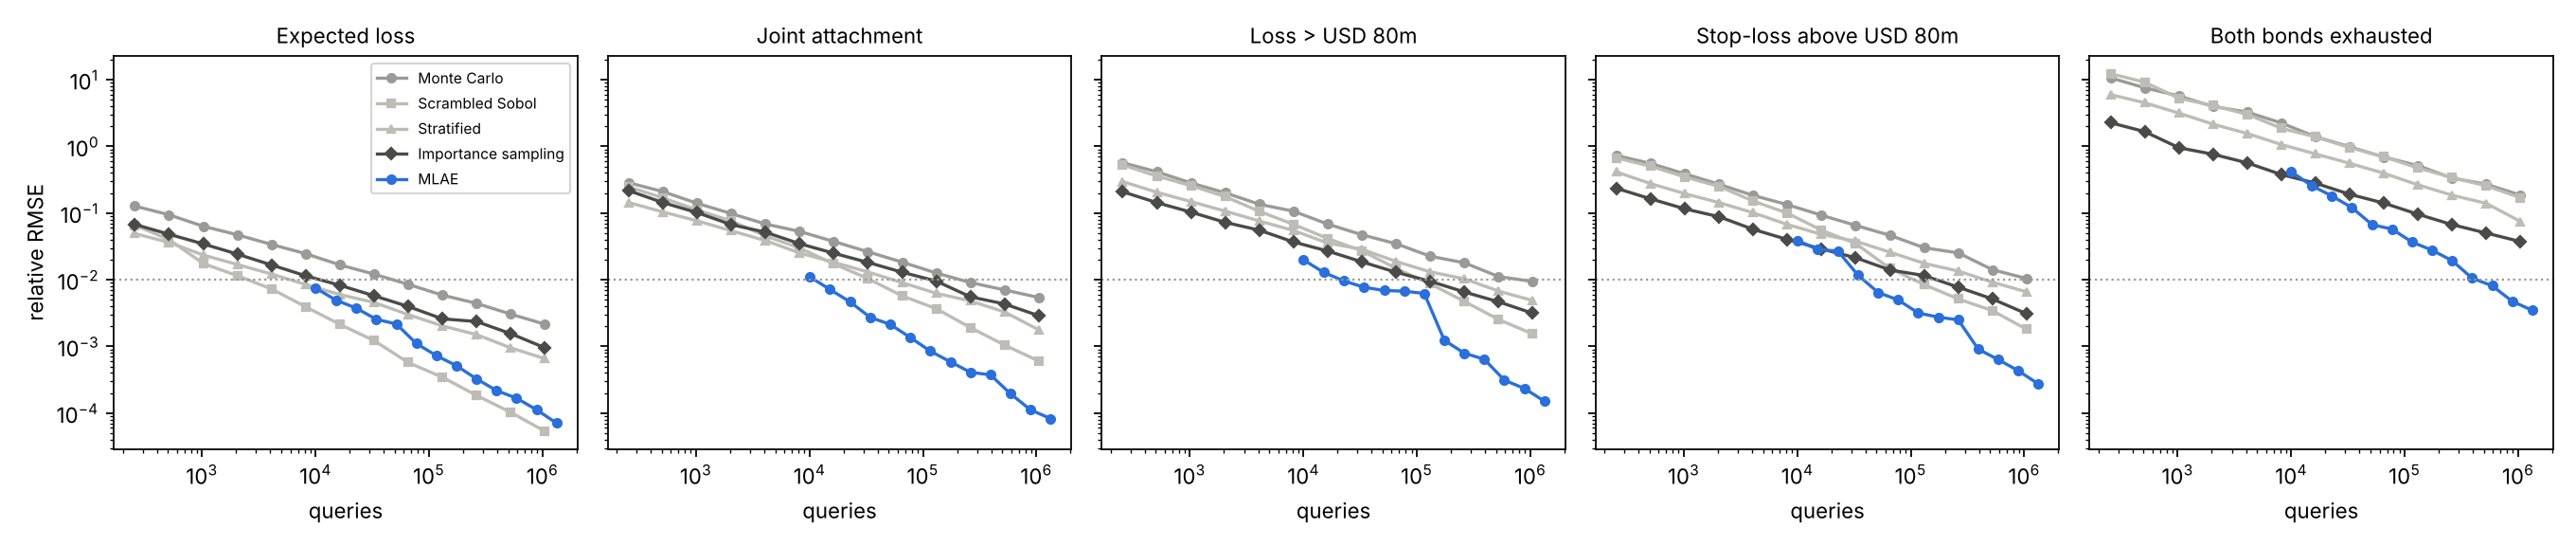 Expected loss
Joint attachment
Loss > USD 80m
Stop-loss above USD 80m
Both bonds exhausted
relative RMSE
10¹
10⁰
10⁻¹
10⁻²
10⁻³
10⁻⁴
Monte Carlo
Scrambled Sobol
Stratified
Importance sampling
MLAE
10³ 10⁴ 10⁵ 10⁶
10³ 10⁴ 10⁵ 10⁶
10³ 10⁴ 10⁵ 10⁶
10³ 10⁴ 10⁵ 10⁶
10³ 10⁴ 10⁵ 10⁶
queries
queries
queries
queries
queries